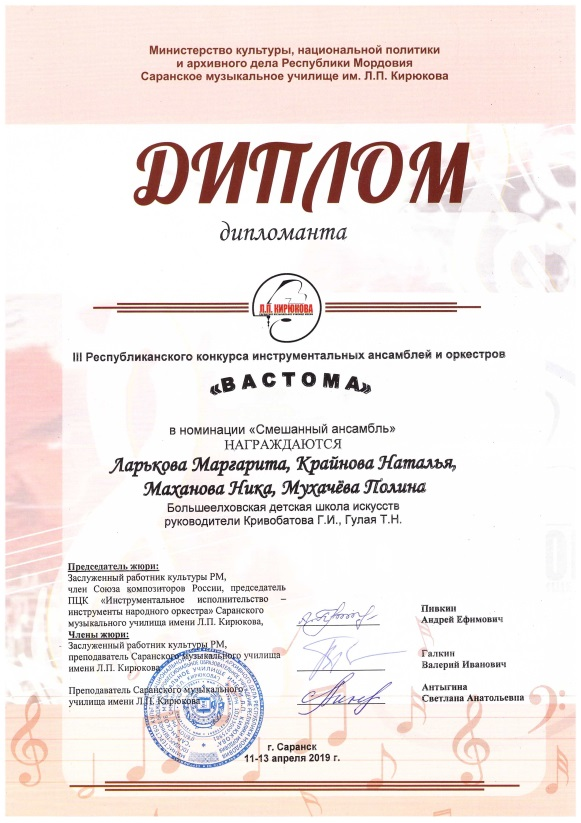 Министерство культуры, национальной политики
и архивного дела Республики Мордовия
Саранское музыкальное училище им. Л.П. Кирюкова
ДИПЛОМ
дипломанта
Л.П. КИРЮКОВА
III Республиканского конкурса инструментальных ансамблей и оркестров
«ВАСТОМА»
в номинации «Смешанный ансамбль»
НАГРАЖДАЮТСЯ
Ларькова Маргарита, Крайнова Наталья,
Маханова Ника, Мухачёва Полина
Большеелховская детская школа искусств
руководители Кривобатова Г.И., Гулая Т.Н.
Председатель жюри:
Заслуженный работник культуры РМ,
член Союза композиторов России, председатель
ПЦК «Инструментальное исполнительство –
инструменты народного оркестра» Саранского
музыкального училища имени Л.П. Кирюкова,
Пивкин
Андрей Ефимович
Члены жюри:
Заслуженный работник культуры РМ,
преподаватель Саранского музыкального училища
имени Л.П. Кирюкова
Галкин
Валерий Иванович
Преподаватель Саранского музыкального
училища имени Л.П. Кирюкова
Антыгина
Светлана Анатольевна
г. Саранск
11-13 апреля 2019 г.